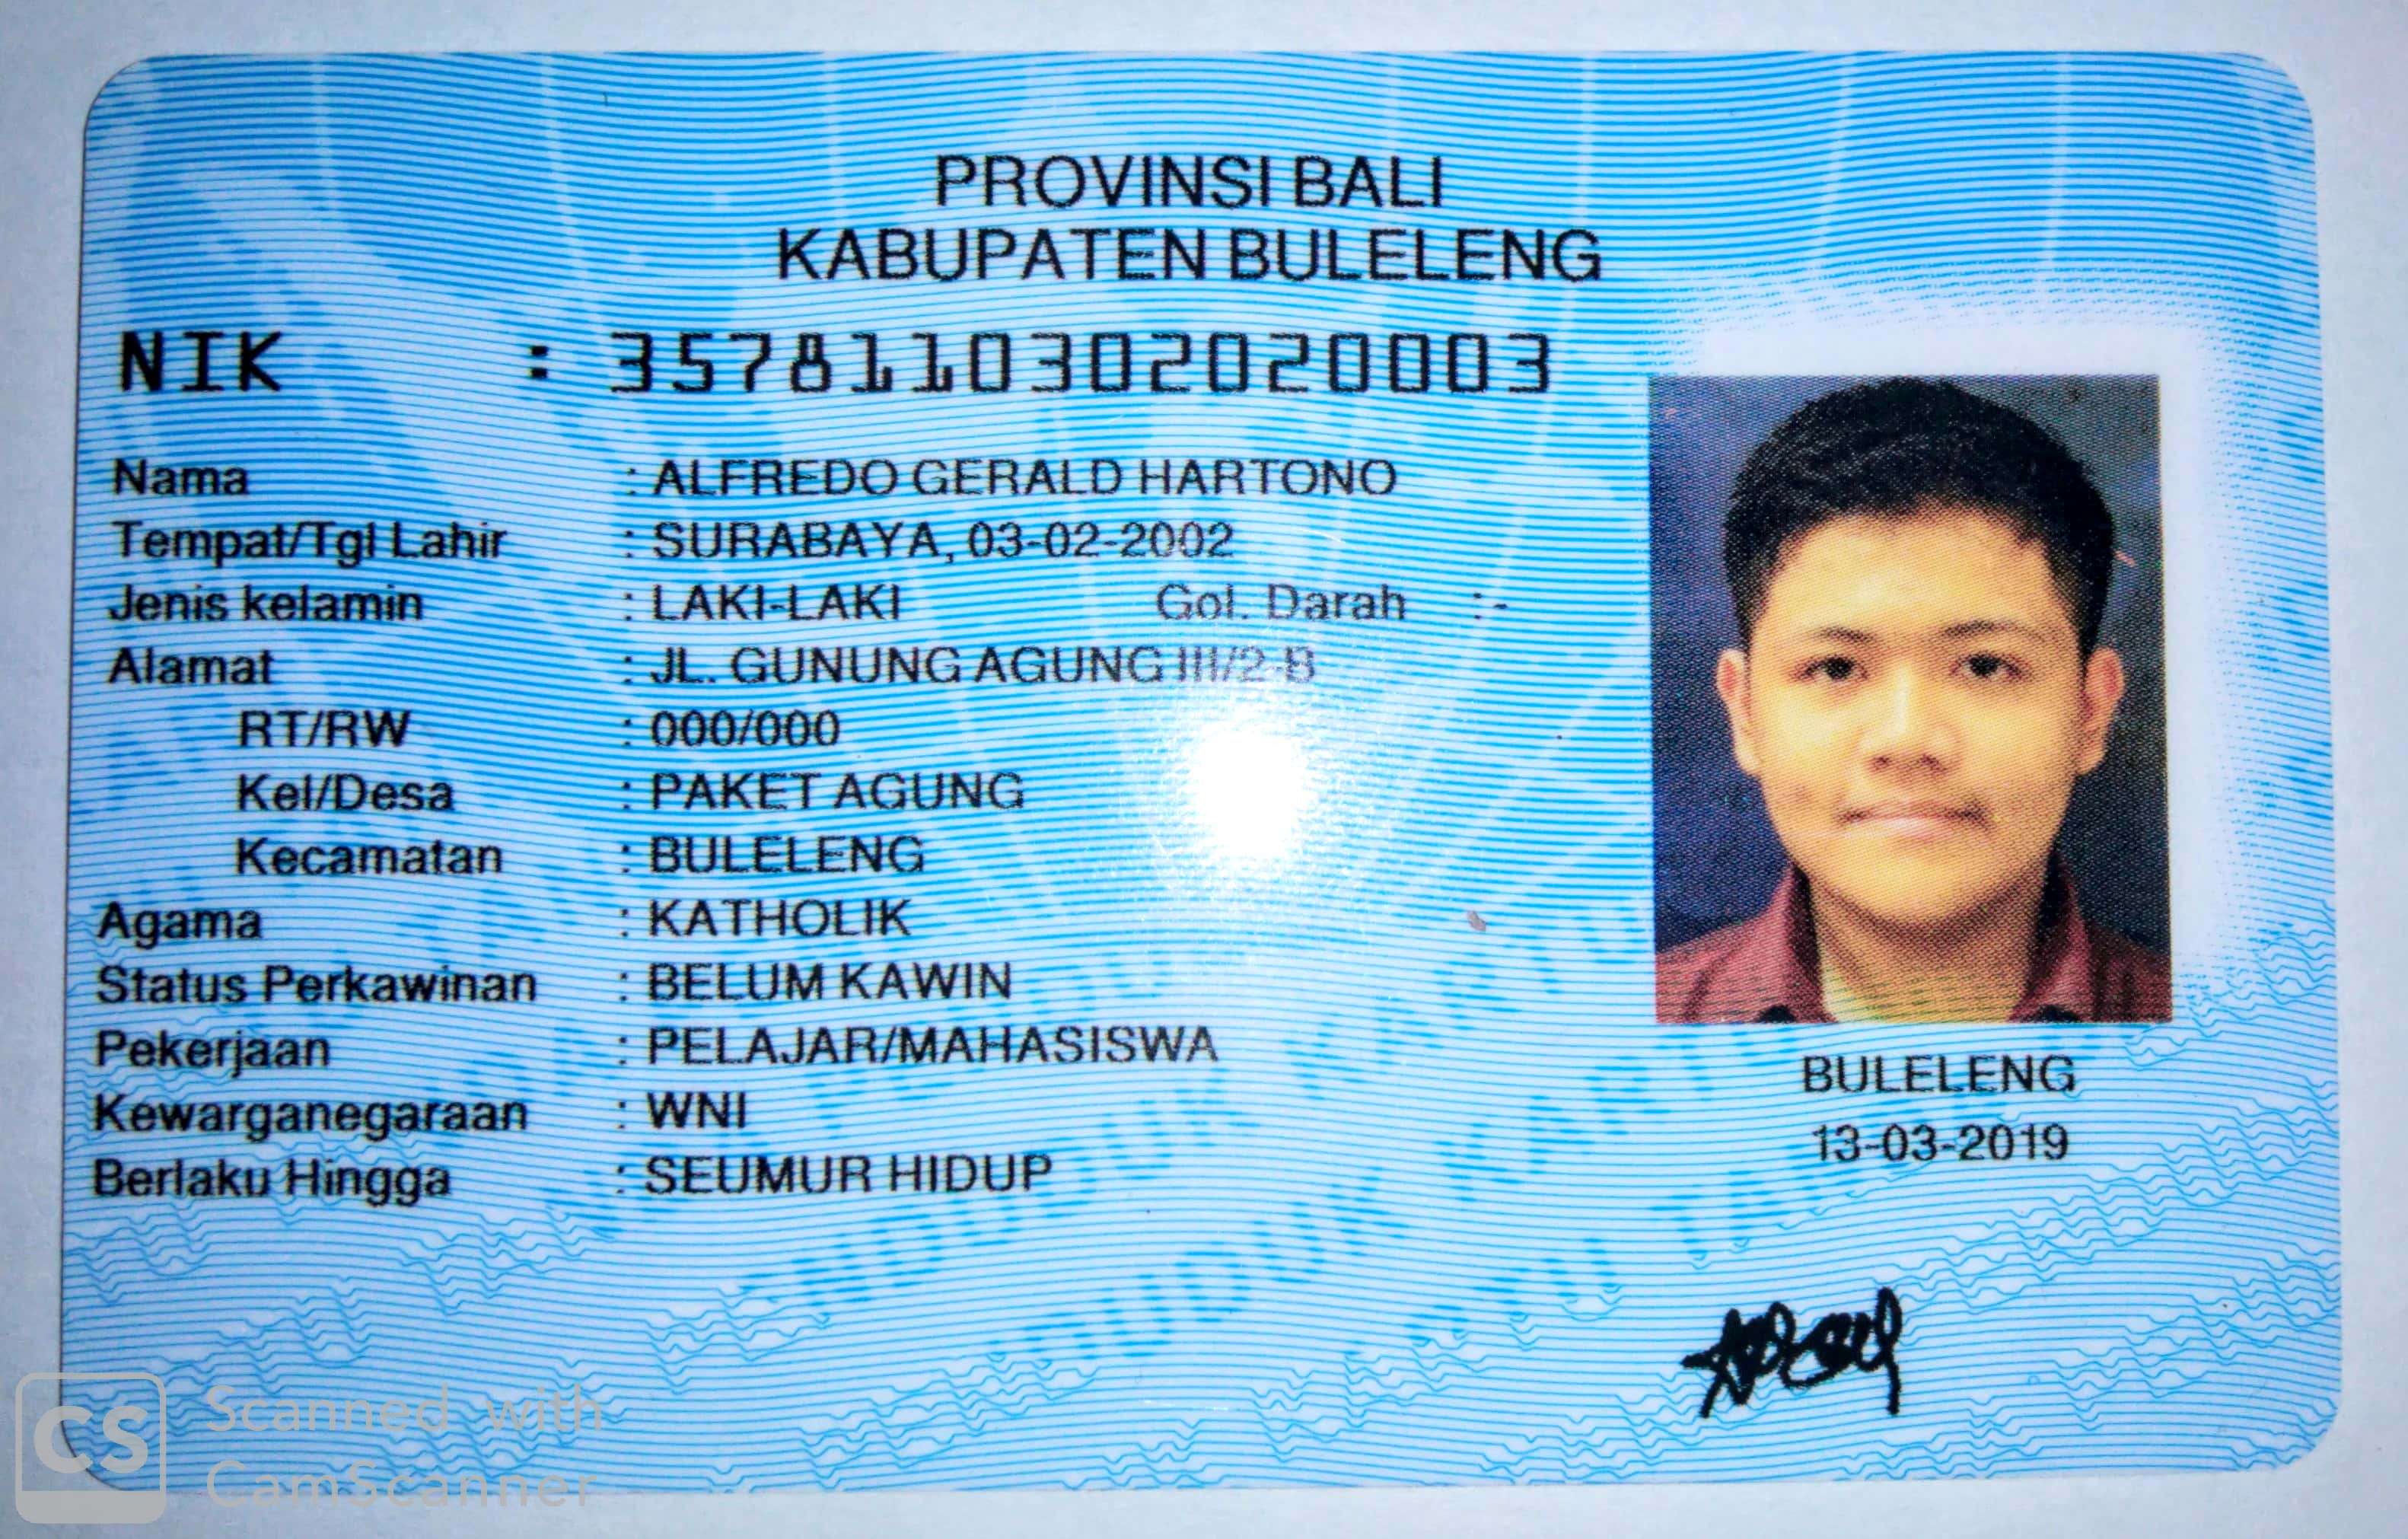 PROVINSI BALI
KABUPATEN BULELENG
NIK : 3578110302020003
Nama : ALFREDO GERALD HARTONO
Tempat/Tgl Lahir : SURABAYA, 03-02-2002
Jenis kelamin : LAKI-LAKI Gol. Darah :-
Alamat : JL. GUNUNG AGUNG III/2-B
RT/RW : 000/000
Kel/Desa : PAKET AGUNG
Kecamatan : BULELENG
Agama : KATHOLIK
Status Perkawinan : BELUM KAWIN
Pekerjaan : PELAJAR/MAHASISWA
Kewarganegaraan : WNI
Berlaku Hingga : SEUMUR HIDUP
BULELENG
13-03-2019
CS Scanned with
CamScanner